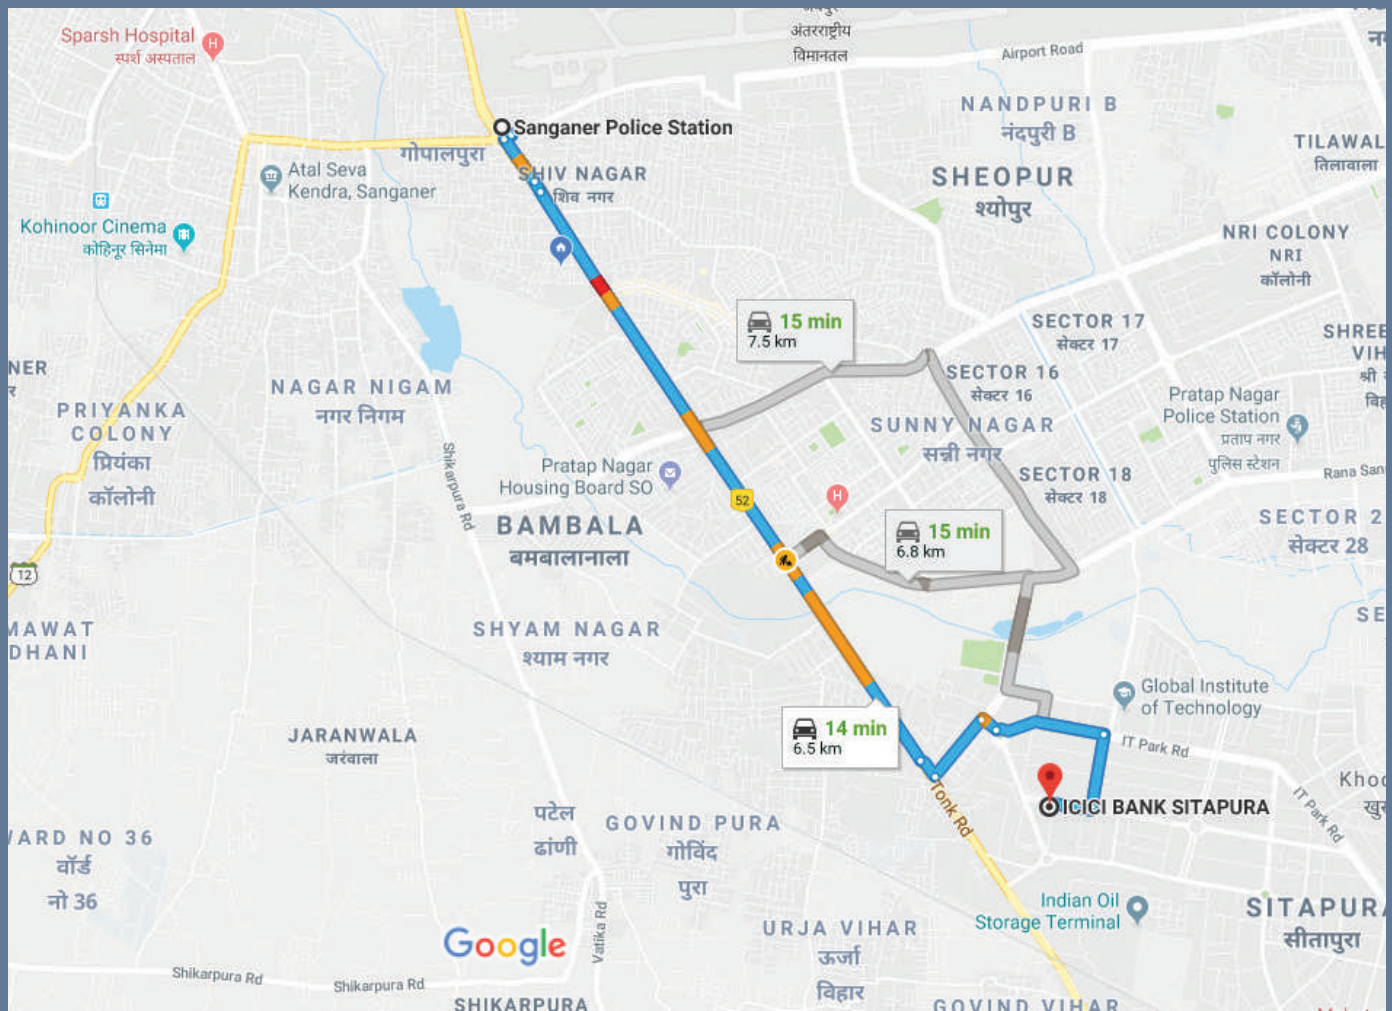 अंतरराष्ट्रीय
विमानतल
Airport Road
Sparsh Hospital
स्पर्श अस्पताल
H
NANDPURI B
नंदपुरी B
Sanganer Police Station
गोपालपुरा
TILAWAL
तिलावाला
Atal Seva
Kendra, Sanganer
SHIV NAGAR
शिव नगर
SHEOPUR
श्योपुर
Kohinoor Cinema
कोहिनूर सिनेमा
NRI COLONY
NRI
कॉलोनी
15 min
7.5 km
SECTOR 17
सेक्टर 17
SHREE
VIH
श्री
विह
NER
NAGAR NIGAM
नगर निगम
SECTOR 16
सेक्टर 16
PRIYANKA
COLONY
प्रियंका
कॉलोनी
SUNNY NAGAR
सन्नी नगर
Pratap Nagar
Police Station
प्रताप नगर
पुलिस स्टेशन
Shikarpura Rd
Pratap Nagar
Housing Board SO
52
H
SECTOR 18
सेक्टर 18
Rana San
BAMBALA
बमबालानाला
15 min
6.8 km
SECTOR 2
सेक्टर 28
12
MAWAT
DHANI
SHYAM NAGAR
श्याम नगर
SE
Global Institute
of Technology
14 min
6.5 km
JARANWALA
जरंवाला
IT Park Rd
Tonk Rd
ICICI BANK SITAPURA
Khoc
IT Park Rd
पटेल
ढांणी
GOVIND PURA
गोविंद
पुरा
WARD NO 36
वॉर्ड
नो 36
Indian Oil
Storage Terminal
SITAPURA
सीतापुरा
Google
Vatika Rd
URJA VIHAR
ऊर्जा
विहार
Shikarpura Rd
Shikarpura Rd
SHIKARPURA
GOVIND VIHAR